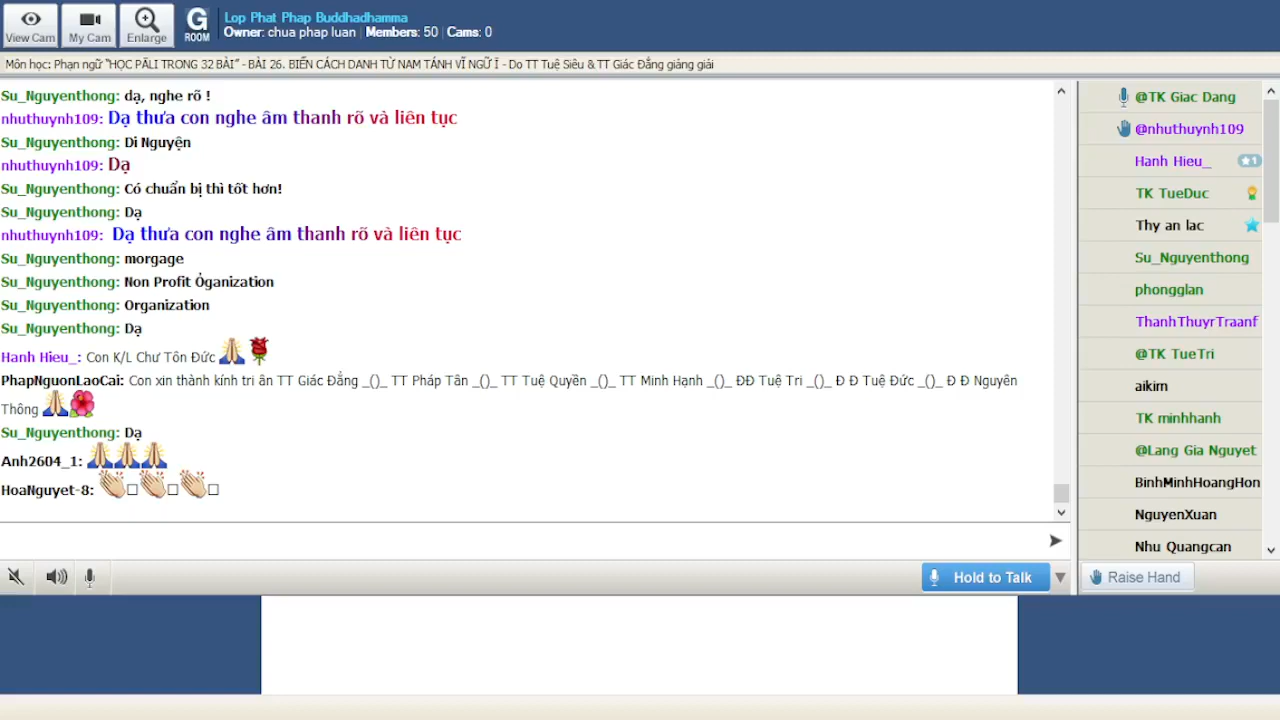 View Cam
My Cam
Enlarge
G
ROOM
Lop Phat Phap Buddhadhamma
Owner: chua phap luan | Members: 50 | Cams: 0
Môn học: Phạn ngữ "HỌC PĀLI TRONG 32 BÀI" - BÀI 26. BIẾN CÁCH DANH TỪ NAM TÁNH VĨ NGỮ Ī - Do TT Tuệ Siêu & TT Giác Đẳng giảng giải
Su_Nguyenthong: dạ, nghe rõ !
nhuthuynh109: Dạ thưa con nghe âm thanh rõ và liên tục
Su_Nguyenthong: Di Nguyện
nhuthuynh109: Dạ
Su_Nguyenthong: Có chuẩn bị thì tốt hơn!
Su_Nguyenthong: Dạ
nhuthuynh109: Dạ thưa con nghe âm thanh rõ và liên tục
Su_Nguyenthong: morgage
Su_Nguyenthong: Non Profit Ỏganization
Su_Nguyenthong: Organization
Su_Nguyenthong: Dạ
Hanh Hieu_: Con K/L Chư Tôn Đức 🙏🌹
PhapNguonLaoCai: Con xin thành kính tri ân TT Giác Đẳng _()_ TT Pháp Tân _()_ TT Tuệ Quyền _()_ TT Minh Hạnh _()_ ĐĐ Tuệ Tri _()_ Đ Đ Tuệ Đức _()_ Đ Đ Nguyên
Thông 🙏🌺
Su_Nguyenthong: Dạ
Anh2604_1: 🙏🙏🙏
HoaNguyet-8: 👏□👏□👏□
Hold to Talk
@TK Giac Dang
@nhuthuynh109
Hanh Hieu_ ★1
TK TueDuc
Thy an lac
Su_Nguyenthong
phongglan
ThanhThuyrTraanf
@TK TueTri
aikim
TK minhhanh
@Lang Gia Nguyet
BinhMinhHoangHon
NguyenXuan
Nhu Quangcan
Raise Hand